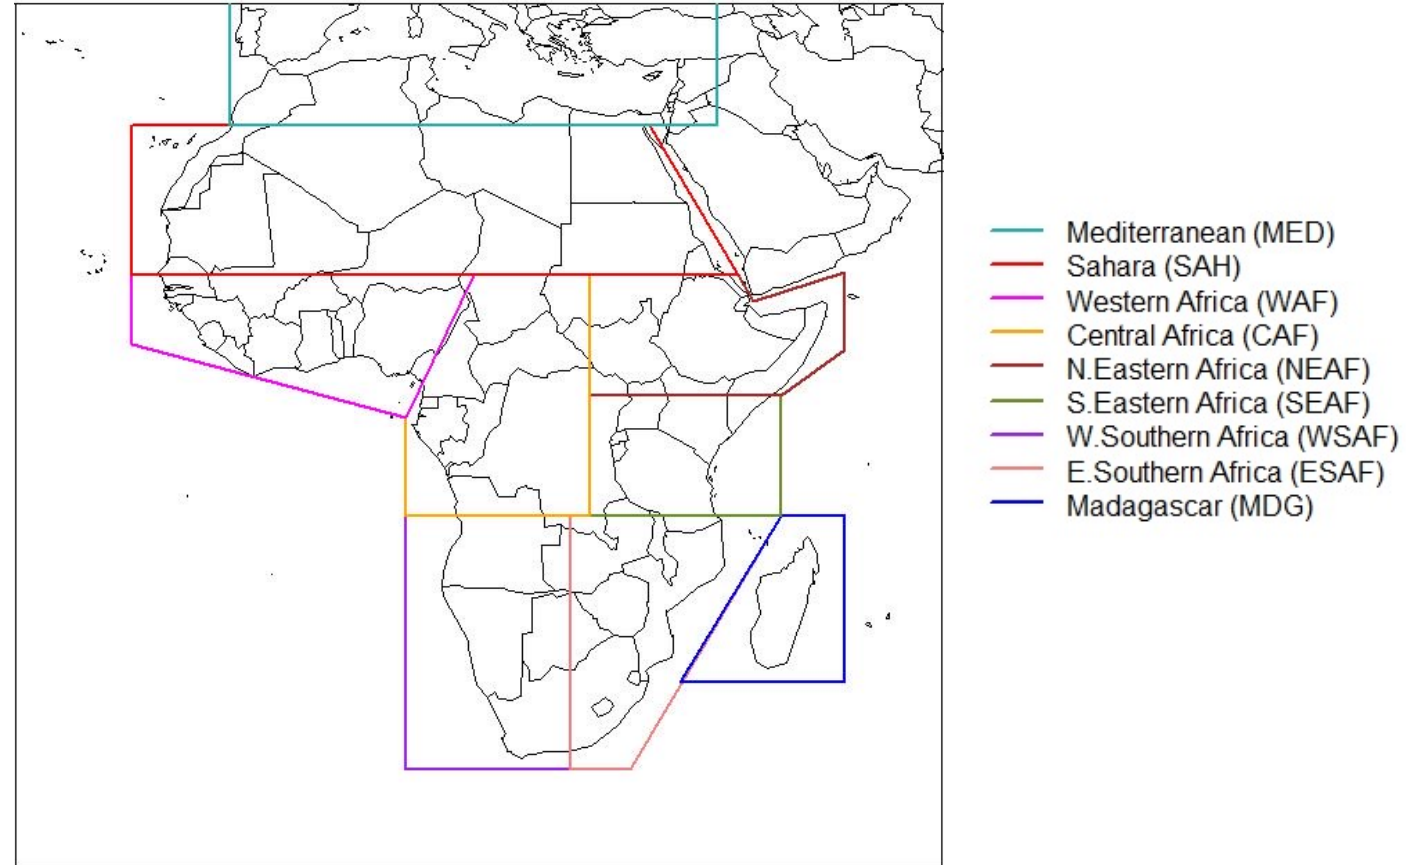 Mediterranean (MED)
Sahara (SAH)
Western Africa (WAF)
Central Africa (CAF)
N.Eastern Africa (NEAF)
S.Eastern Africa (SEAF)
W.Southern Africa (WSAF)
E.Southern Africa (ESAF)
Madagascar (MDG)